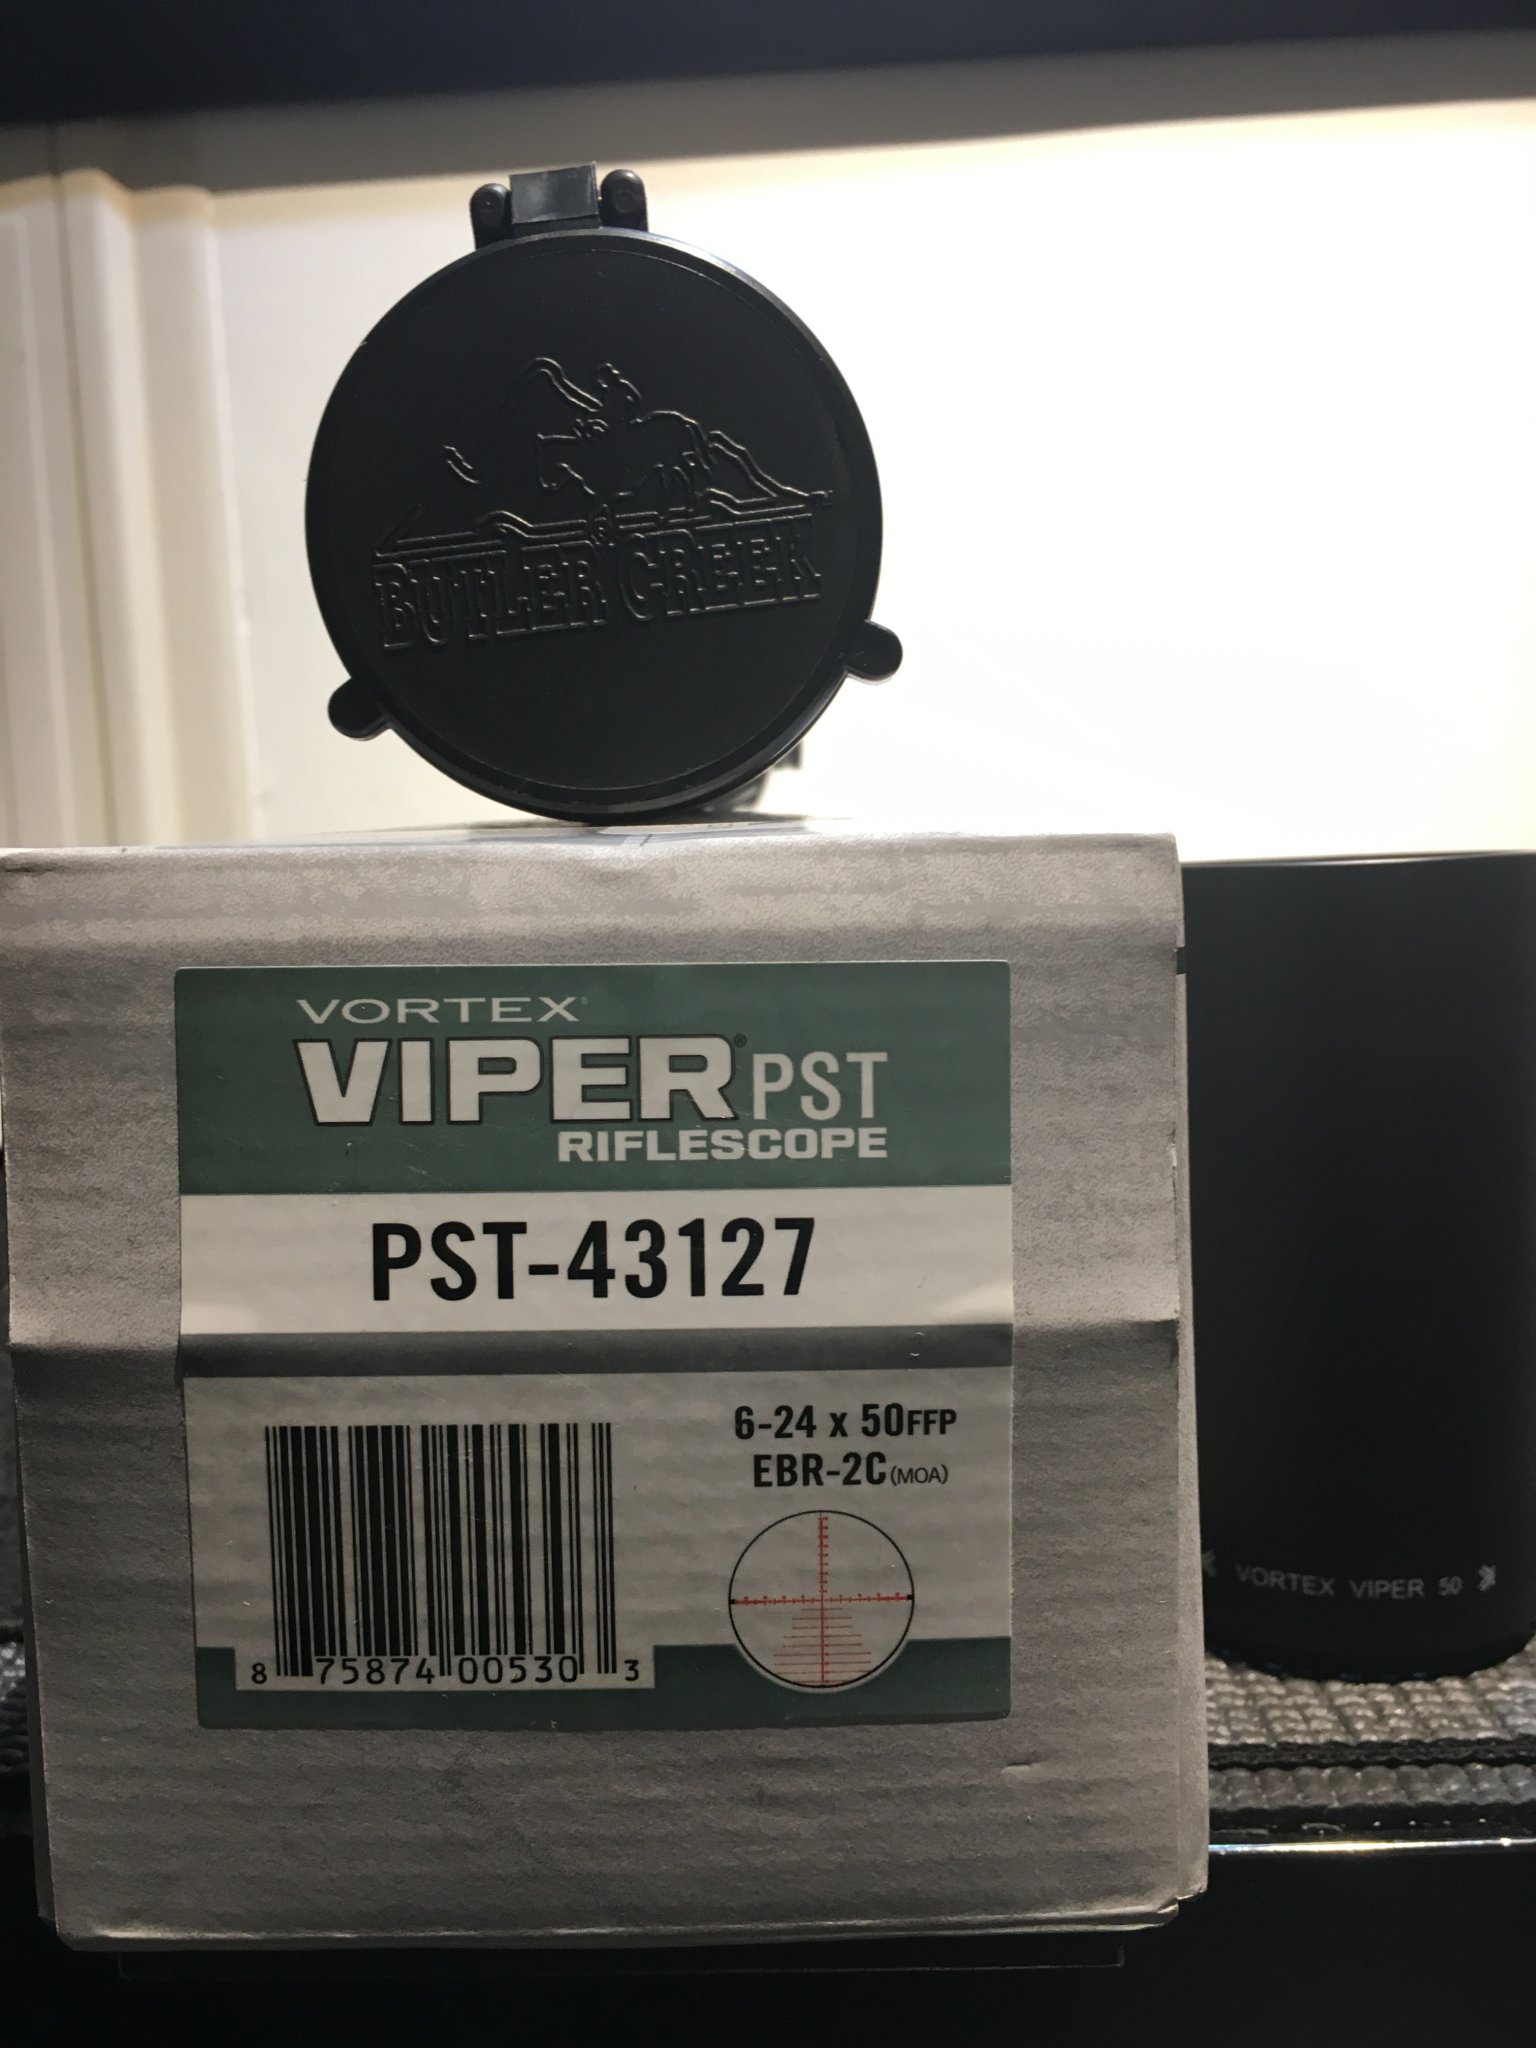 BUTLER CREEK
VORTEX®
VIPER® PST
RIFLESCOPE
PST-43127
6-24 x 50FFP
EBR-2C(MOA)
8 75874 00530 3
VORTEX VIPER 50